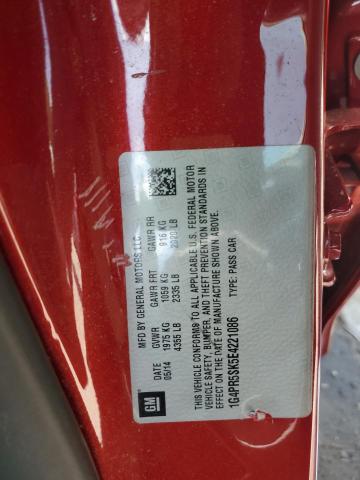 GM
MFD BY GENERAL MOTORS LLC
DATE GVWR GAWR FRT GAWR RR
05/14 1975 KG 1059 KG 916 KG
4355 LB 2335 LB 2020 LB
THIS VEHICLE CONFORMS TO ALL APPLICABLE U.S. FEDERAL MOTOR
VEHICLE SAFETY, BUMPER, AND THEFT PREVENTION STANDARDS IN
EFFECT ON THE DATE OF MANUFACTURE SHOWN ABOVE.
1G4PR5SK5E4221086 TYPE: PASS CAR